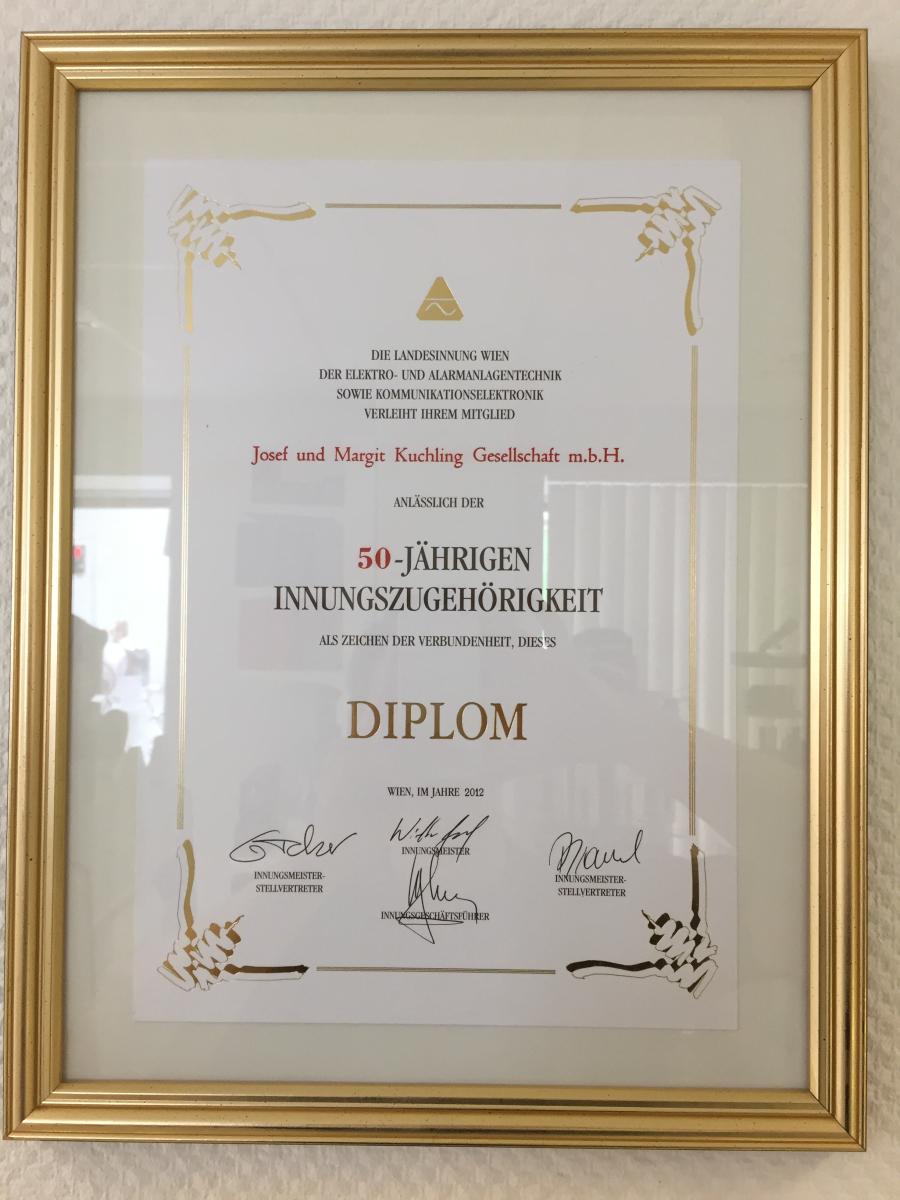 DIE LANDESINNUNG WIEN
DER ELEKTRO- UND ALARMANLAGENTECHNIK
SOWIE KOMMUNIKATIONSELEKTRONIK
VERLEIHT IHREM MITGLIED
Josef und Margit Kuchling Gesellschaft m.b.H.
ANLÄSSLICH DER
50-JÄHRIGEN
INNUNGSZUGEHÖRIGKEIT
ALS ZEICHEN DER VERBUNDENHEIT, DIESES
DIPLOM
WIEN, IM JAHRE 2012
INNUNGSMEISTER-
STELLVERTRETER
INNUNGSMEISTER
INNUNGSGESCHÄFTSFÜHRER
INNUNGSMEISTER-
STELLVERTRETER